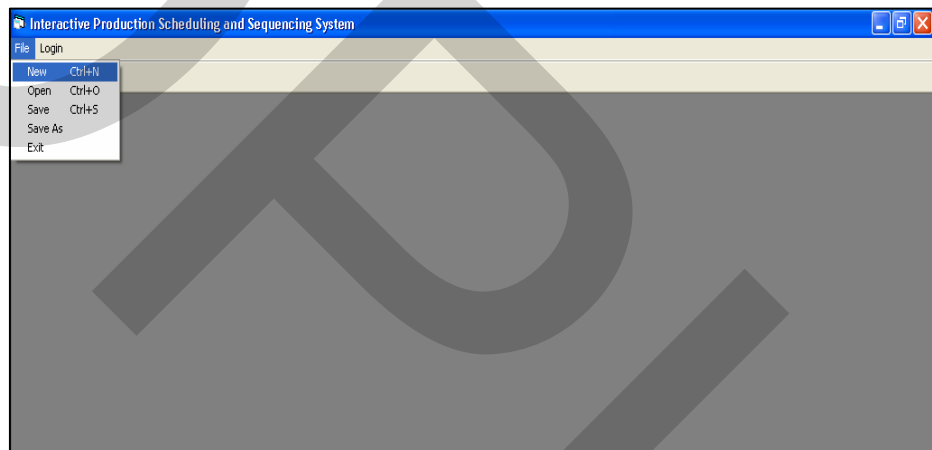 Interactive Production Scheduling and Sequencing System
File Login
New Ctrl+N
Open Ctrl+O
Save Ctrl+S
Save As
Exit